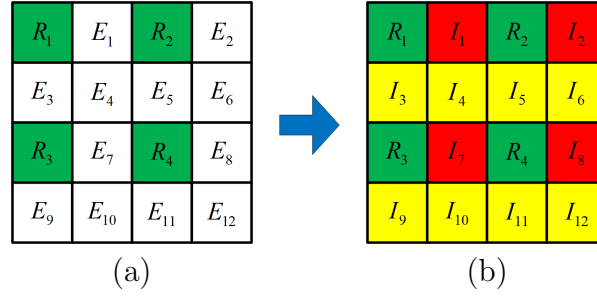 R₁ E₁ R₂ E₂ R₁ I₁ R₂ I₂
E₃ E₄ E₅ E₆ I₃ I₄ I₅ I₆
R₃ E₇ R₄ E₈ R₃ I₇ R₄ I₈
E₉ E₁₀ E₁₁ E₁₂ I₉ I₁₀ I₁₁ I₁₂
(a) (b)